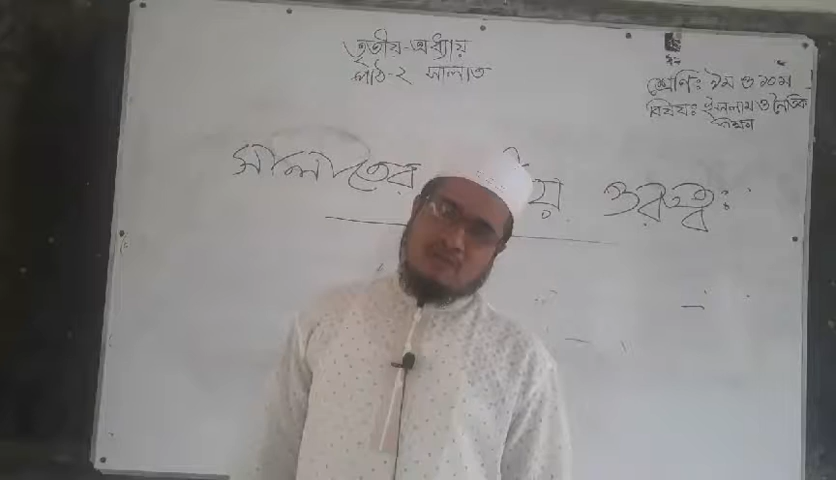 তৃতীয়-অধ্যায়
পাঠ-২ সালাত
শ্রেণি: ৯ম ও ১০ম
বিষয়: ইসলাম ও নৈতিক
শিক্ষা
সালাতের য় গুরুত্ব: